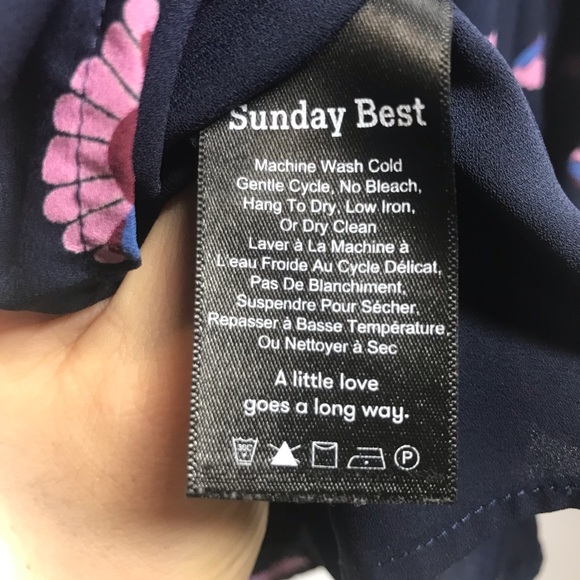 Sunday Best
Machine Wash Cold
Gentle Cycle, No Bleach,
Hang To Dry, Low Iron,
Or Dry Clean
Laver à La Machine à
L'eau Froide Au Cycle Délicat,
Pas De Blanchiment,
Suspendre Pour Sécher,
Repasser à Basse Température,
Ou Nettoyer à Sec
A little love
goes a long way.
30C P